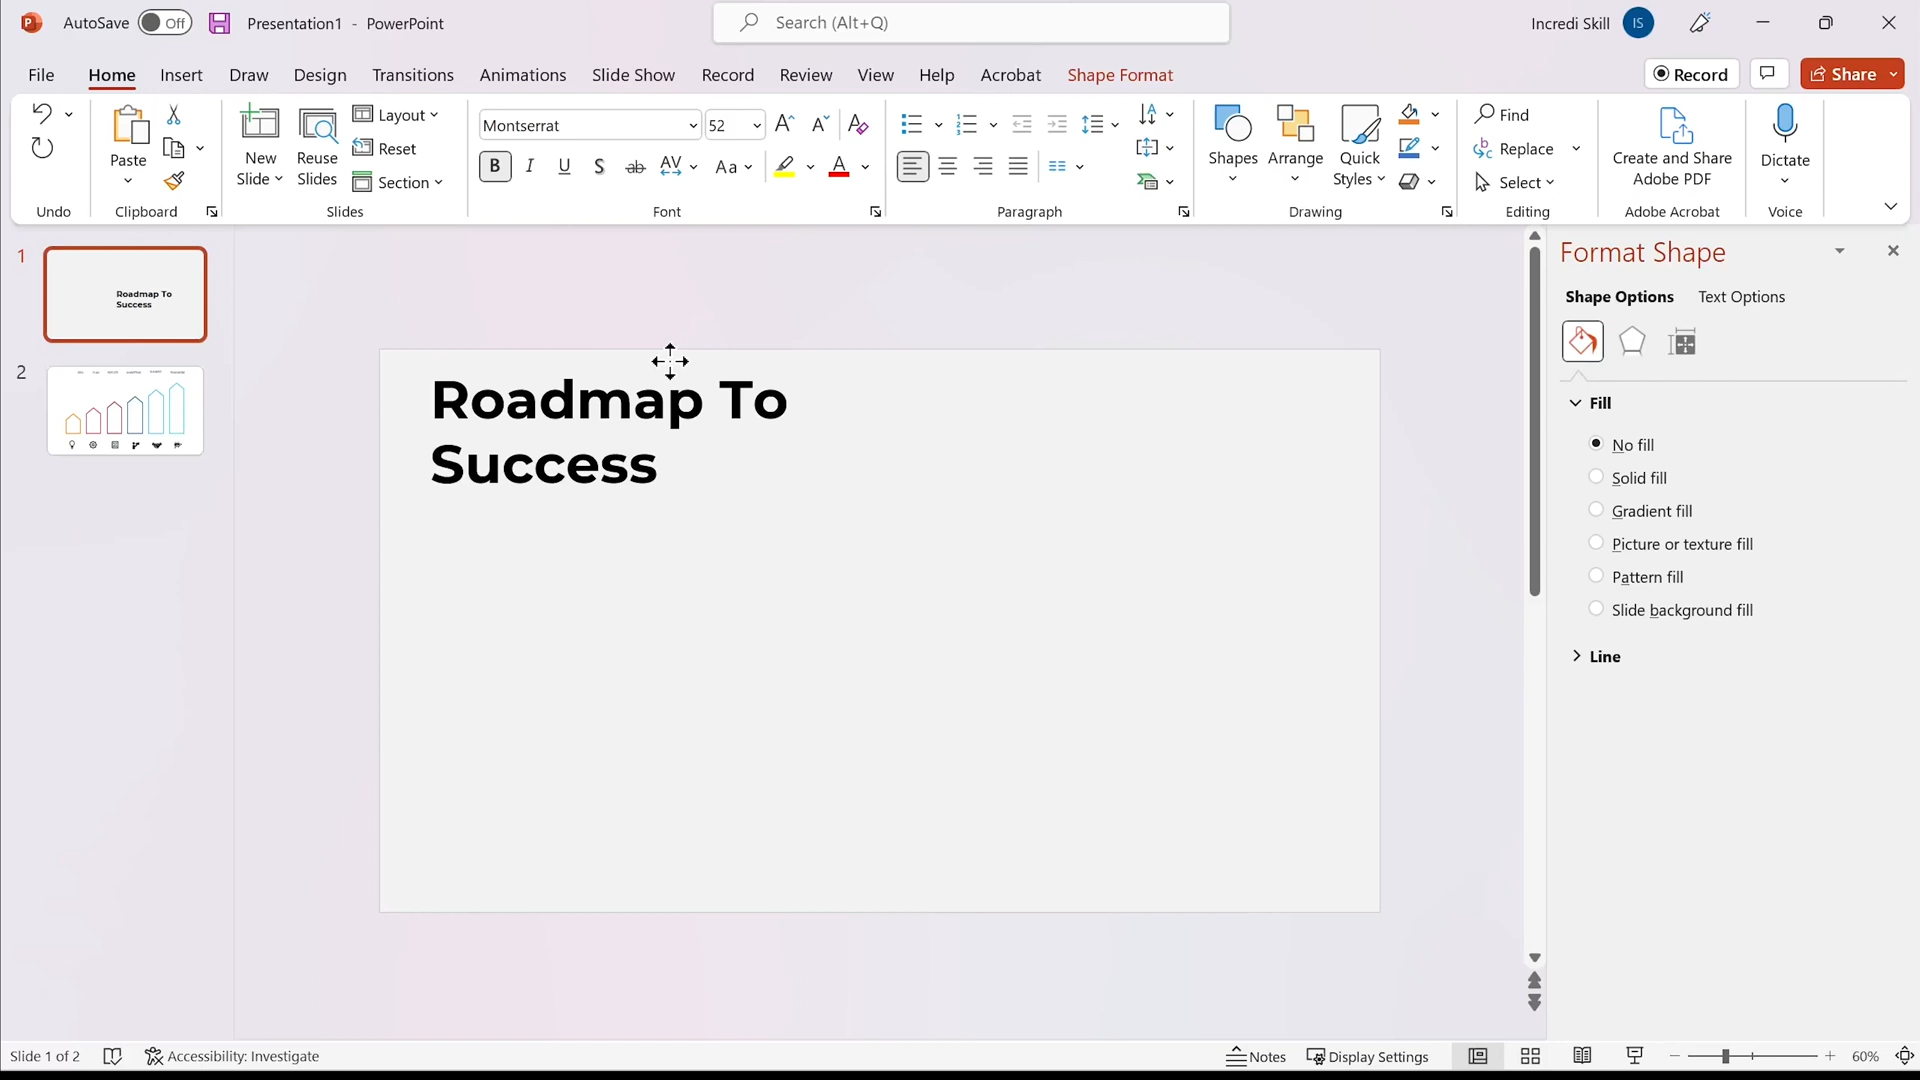 AutoSave Off Presentation1 - PowerPoint Search (Alt+Q) Incredi Skill IS
File Home Insert Draw Design Transitions Animations Slide Show Record Review View Help Acrobat Shape Format Record Share
Paste
New Slide
Reuse Slides
Layout
Reset
Section
Montserrat 52
B I U S ab AV Aa A
Shapes
Arrange
Quick Styles
Find
Replace
Select
Create and Share Adobe PDF
Dictate
Undo Clipboard Slides Font Paragraph Drawing Editing Adobe Acrobat Voice
1
Roadmap To
Success
2
Roadmap To
Success
Format Shape
Shape Options Text Options
Fill
No fill
Solid fill
Gradient fill
Picture or texture fill
Pattern fill
Slide background fill
Line
Slide 1 of 2 Accessibility: Investigate Notes Display Settings 60%